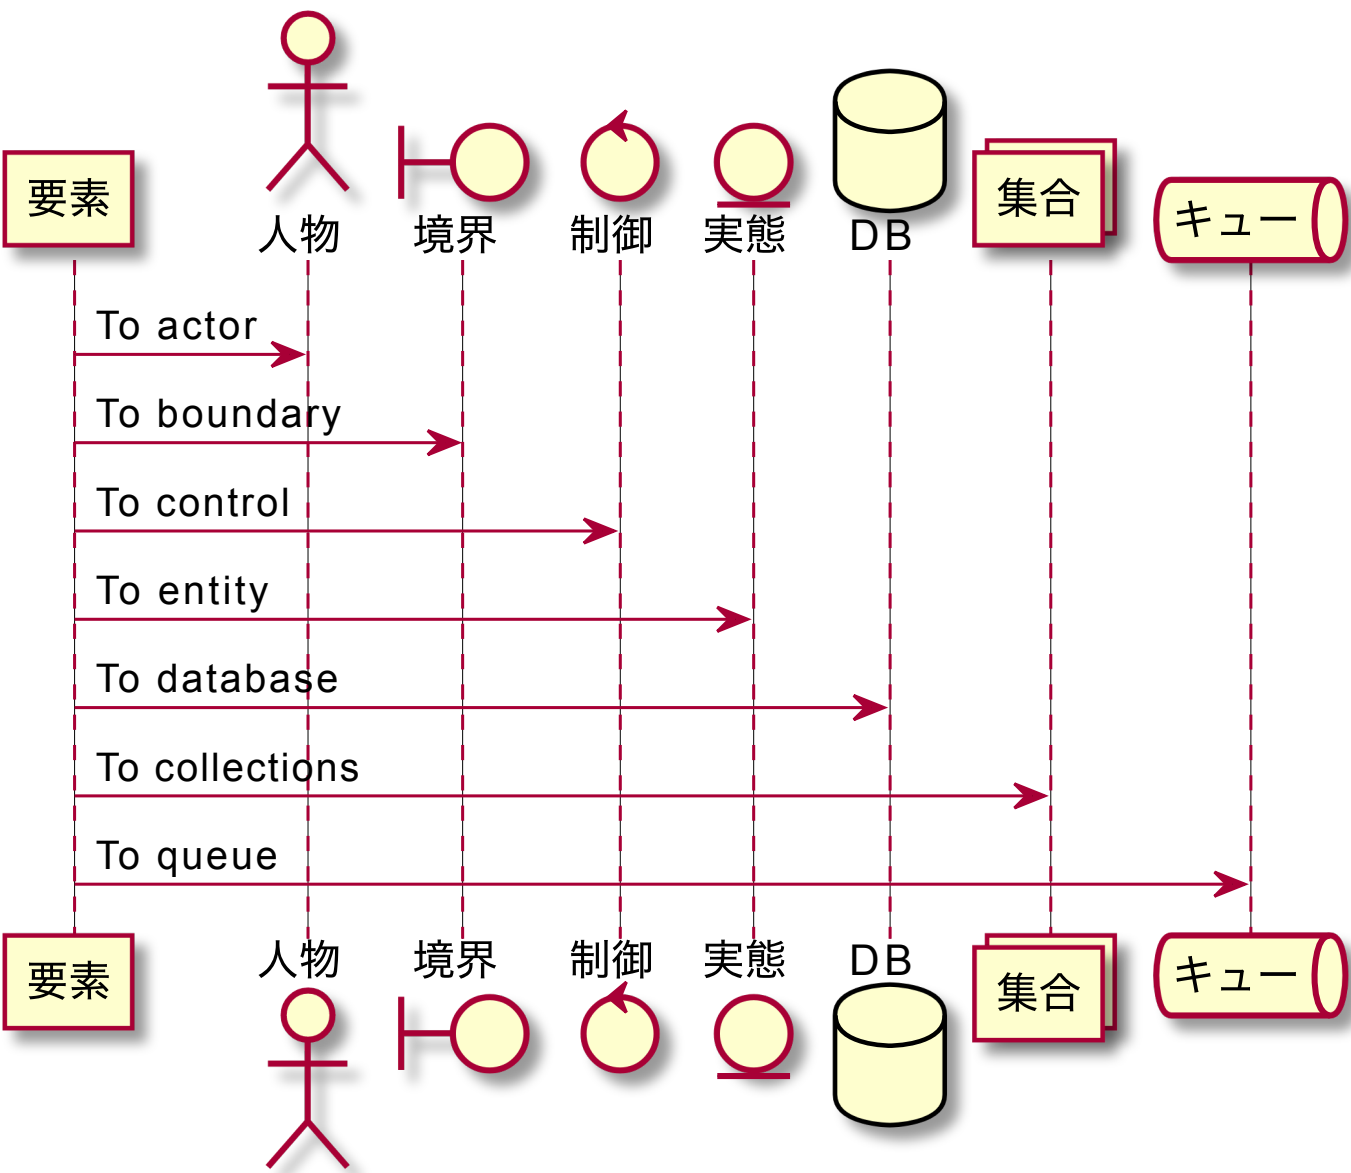 要素
人物
境界
制御
実態
DB
集合
キュー
To actor
To boundary
To control
To entity
To database
To collections
To queue
要素
人物
境界
制御
実態
DB
集合
キュー